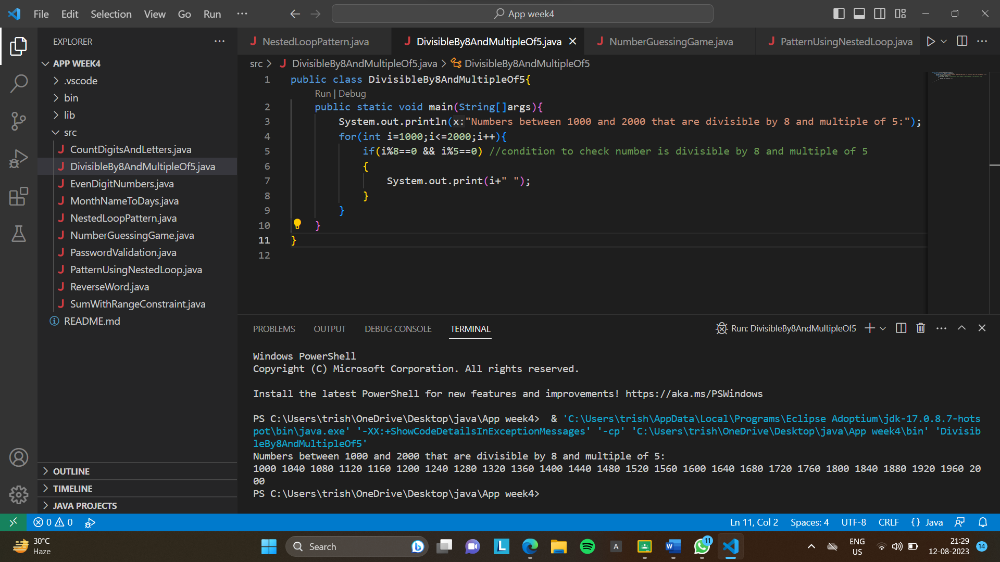 File Edit Selection View Go Run ··· App week4
EXPLORER ···
APP WEEK4
.vscode
bin
lib
src
CountDigitsAndLetters.java
DivisibleBy8AndMultipleOf5.java
EvenDigitNumbers.java
MonthNameToDays.java
NestedLoopPattern.java
NumberGuessingGame.java
PasswordValidation.java
PatternUsingNestedLoop.java
ReverseWord.java
SumWithRangeConstraint.java
README.md
OUTLINE
TIMELINE
JAVA PROJECTS
NestedLoopPattern.java DivisibleBy8AndMultipleOf5.java NumberGuessingGame.java PatternUsingNestedLoop.java ···
src > DivisibleBy8AndMultipleOf5.java > DivisibleBy8AndMultipleOf5
1 public class DivisibleBy8AndMultipleOf5{
Run | Debug
2 public static void main(String[]args){
3 System.out.println(x:"Numbers between 1000 and 2000 that are divisible by 8 and multiple of 5:");
4 for(int i=1000;i<=2000;i++){
5 if(i%8==0 && i%5==0) //condition to check number is divisible by 8 and multiple of 5
6 {
7 System.out.print(i+" ");
8 }
9 }
10 }
11 }
12
PROBLEMS OUTPUT DEBUG CONSOLE TERMINAL Run: DivisibleBy8AndMultipleOf5 ···
Windows PowerShell
Copyright (C) Microsoft Corporation. All rights reserved.
Install the latest PowerShell for new features and improvements! https://aka.ms/PSWindows
PS C:\Users\trish\OneDrive\Desktop\java\App week4>  & 'C:\Users\trish\AppData\Local\Programs\Eclipse Adoptium\jdk-17.0.8.7-hots
pot\bin\java.exe' '-XX:+ShowCodeDetailsInExceptionMessages' '-cp' 'C:\Users\trish\OneDrive\Desktop\java\App week4\bin' 'Divisib
leBy8AndMultipleOf5'
Numbers between 1000 and 2000 that are divisible by 8 and multiple of 5:
1000 1040 1080 1120 1160 1200 1240 1280 1320 1360 1400 1440 1480 1520 1560 1600 1640 1680 1720 1760 1800 1840 1880 1920 1960 20
00
PS C:\Users\trish\OneDrive\Desktop\java\App week4>
0 0 Ln 11, Col 2 Spaces: 4 UTF-8 CRLF {} Java
30°C
Haze
Search
L
A
W
11
ENG
US
21:29
12-08-2023
14